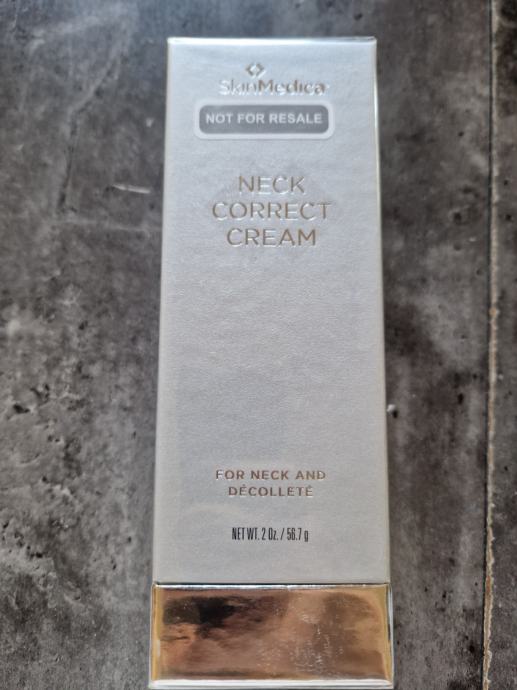 SkinMedica
NOT FOR RESALE
NECK
CORRECT
CREAM
FOR NECK AND
DÉCOLLETÉ
NET WT. 2 Oz. / 56.7 g